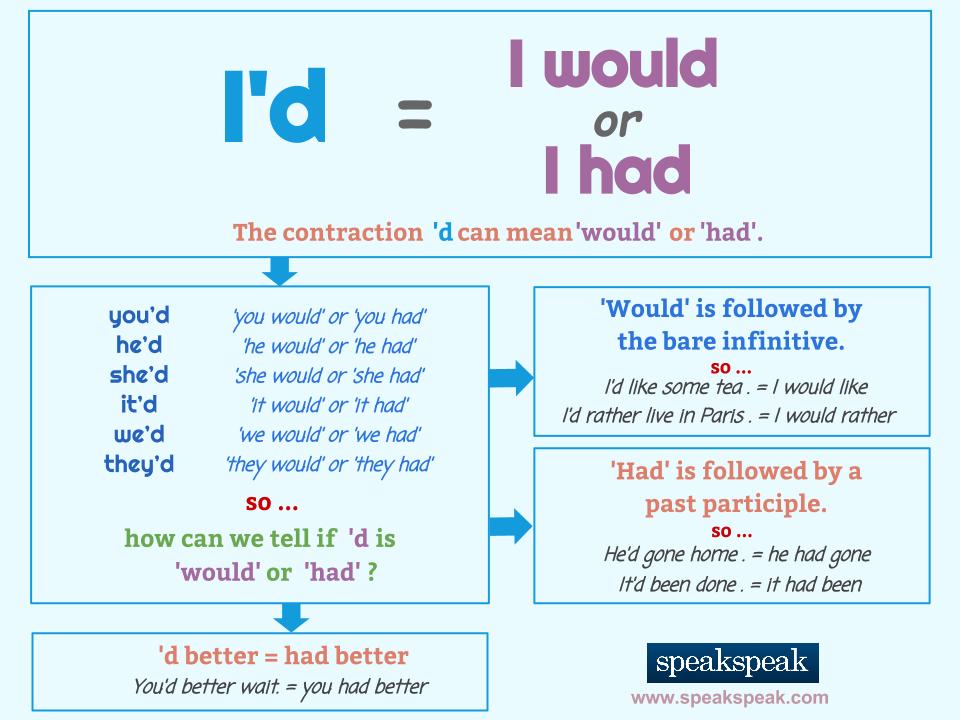 I'd = I would
or
I had
The contraction 'd can mean 'would' or 'had'.
you'd 'you would' or 'you had'
he'd 'he would' or 'he had'
she'd 'she would or 'she had'
it'd 'it would' or 'it had'
we'd 'we would' or 'we had'
they'd 'they would' or 'they had'
so ...
how can we tell if 'd is
'would' or 'had' ?
'Would' is followed by
the bare infinitive.
so ...
I'd like some tea . = I would like
I'd rather live in Paris . = I would rather
'Had' is followed by a
past participle.
so ...
He'd gone home . = he had gone
It'd been done . = it had been
'd better = had better
You'd better wait. = you had better
speakspeak
www.speakspeak.com